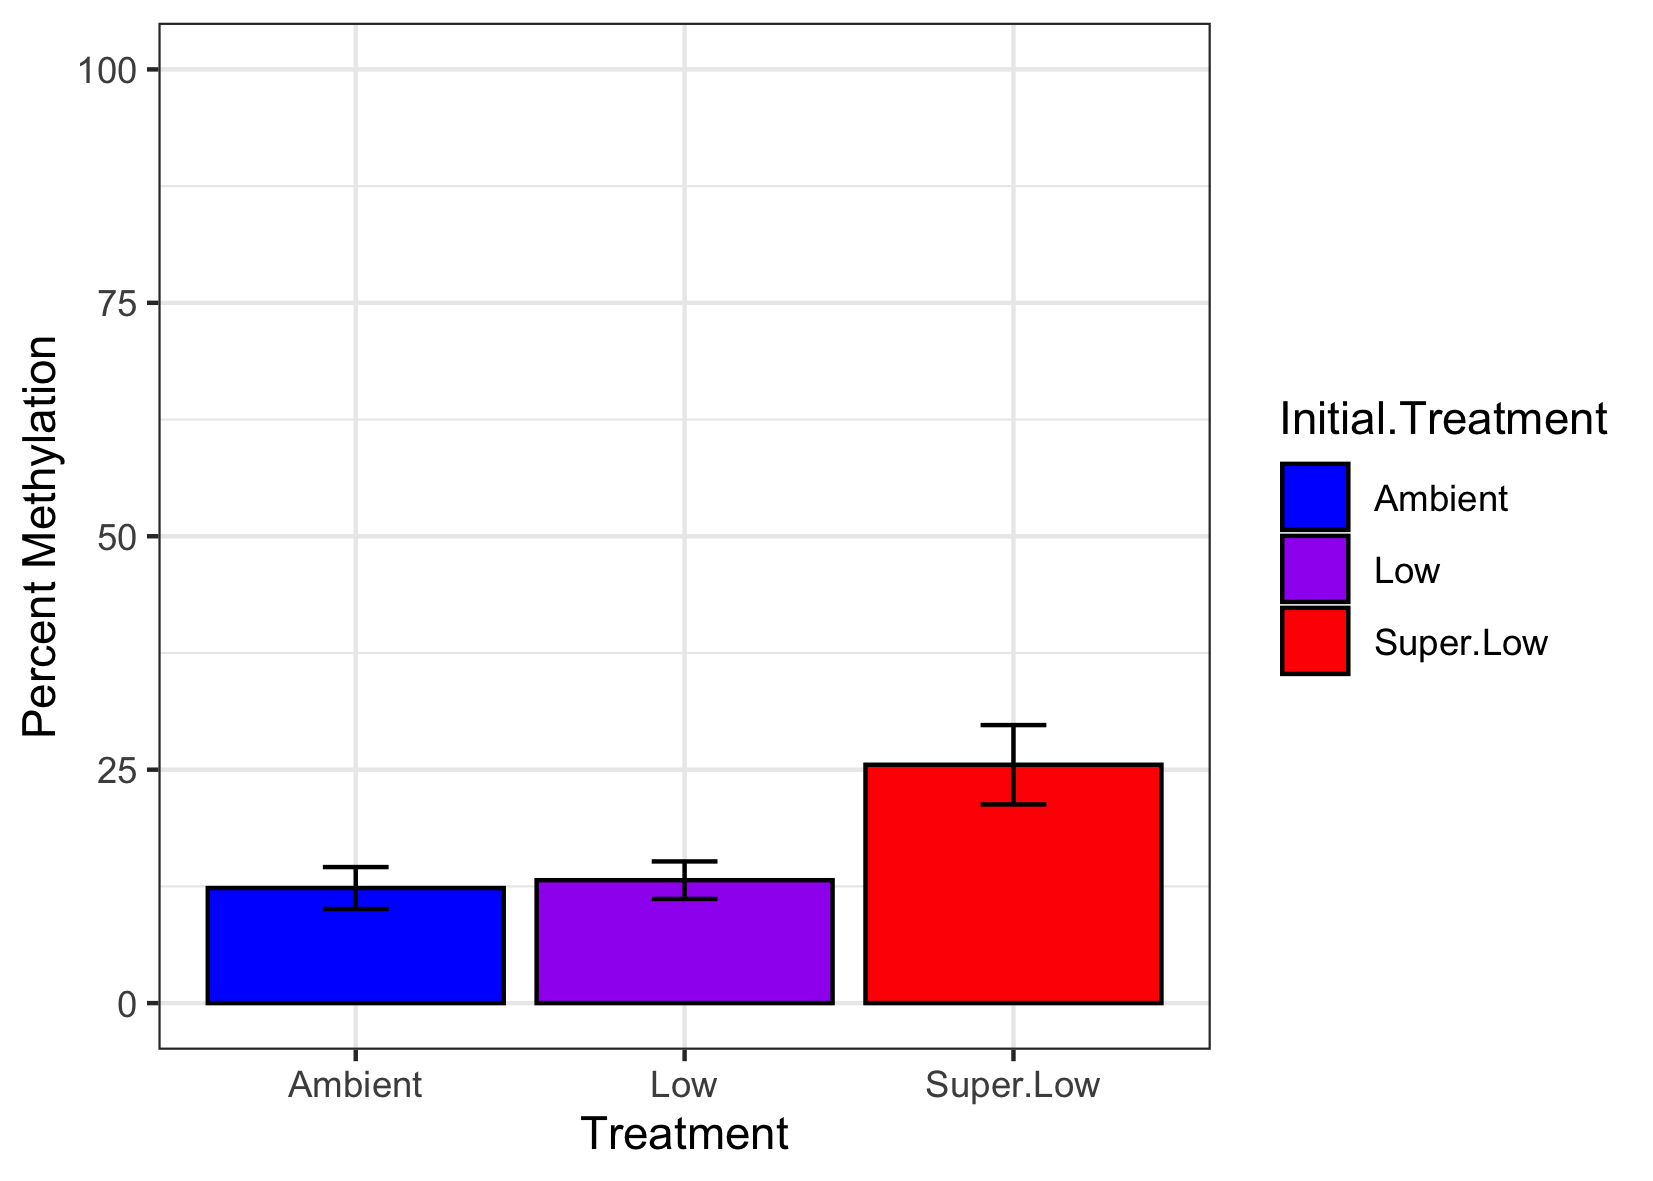 100
75
50
25
0
Percent Methylation
Ambient
Low
Super.Low
Treatment
Initial.Treatment
Ambient
Low
Super.Low